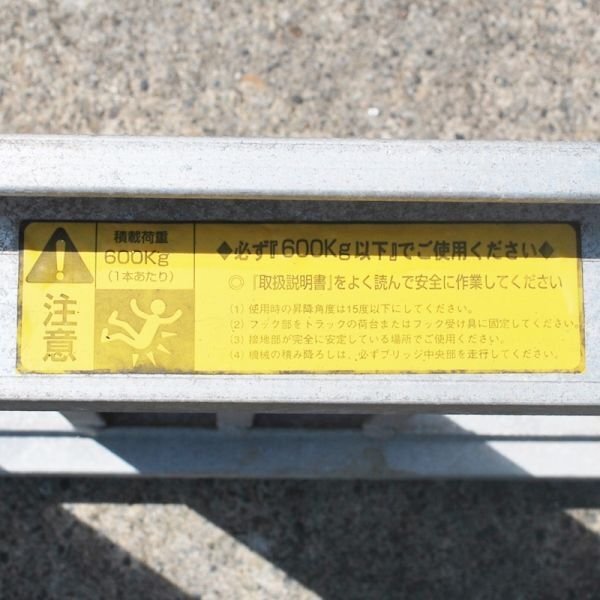 注意
積載荷重
600Kg
(1本あたり)
◆必ず『600Kg以下』でご使用ください◆
◎『取扱説明書』をよく読んで安全に作業してください
(1) 使用時の昇降角度は15度以下にしてください。
(2) フック部をトラックの荷台またはフック受け具に固定してください。
(3) 接地部が完全に安定している場所でご使用ください。
(4) 機械の積み降ろしは、必ずブリッジ中央部を走行してください。